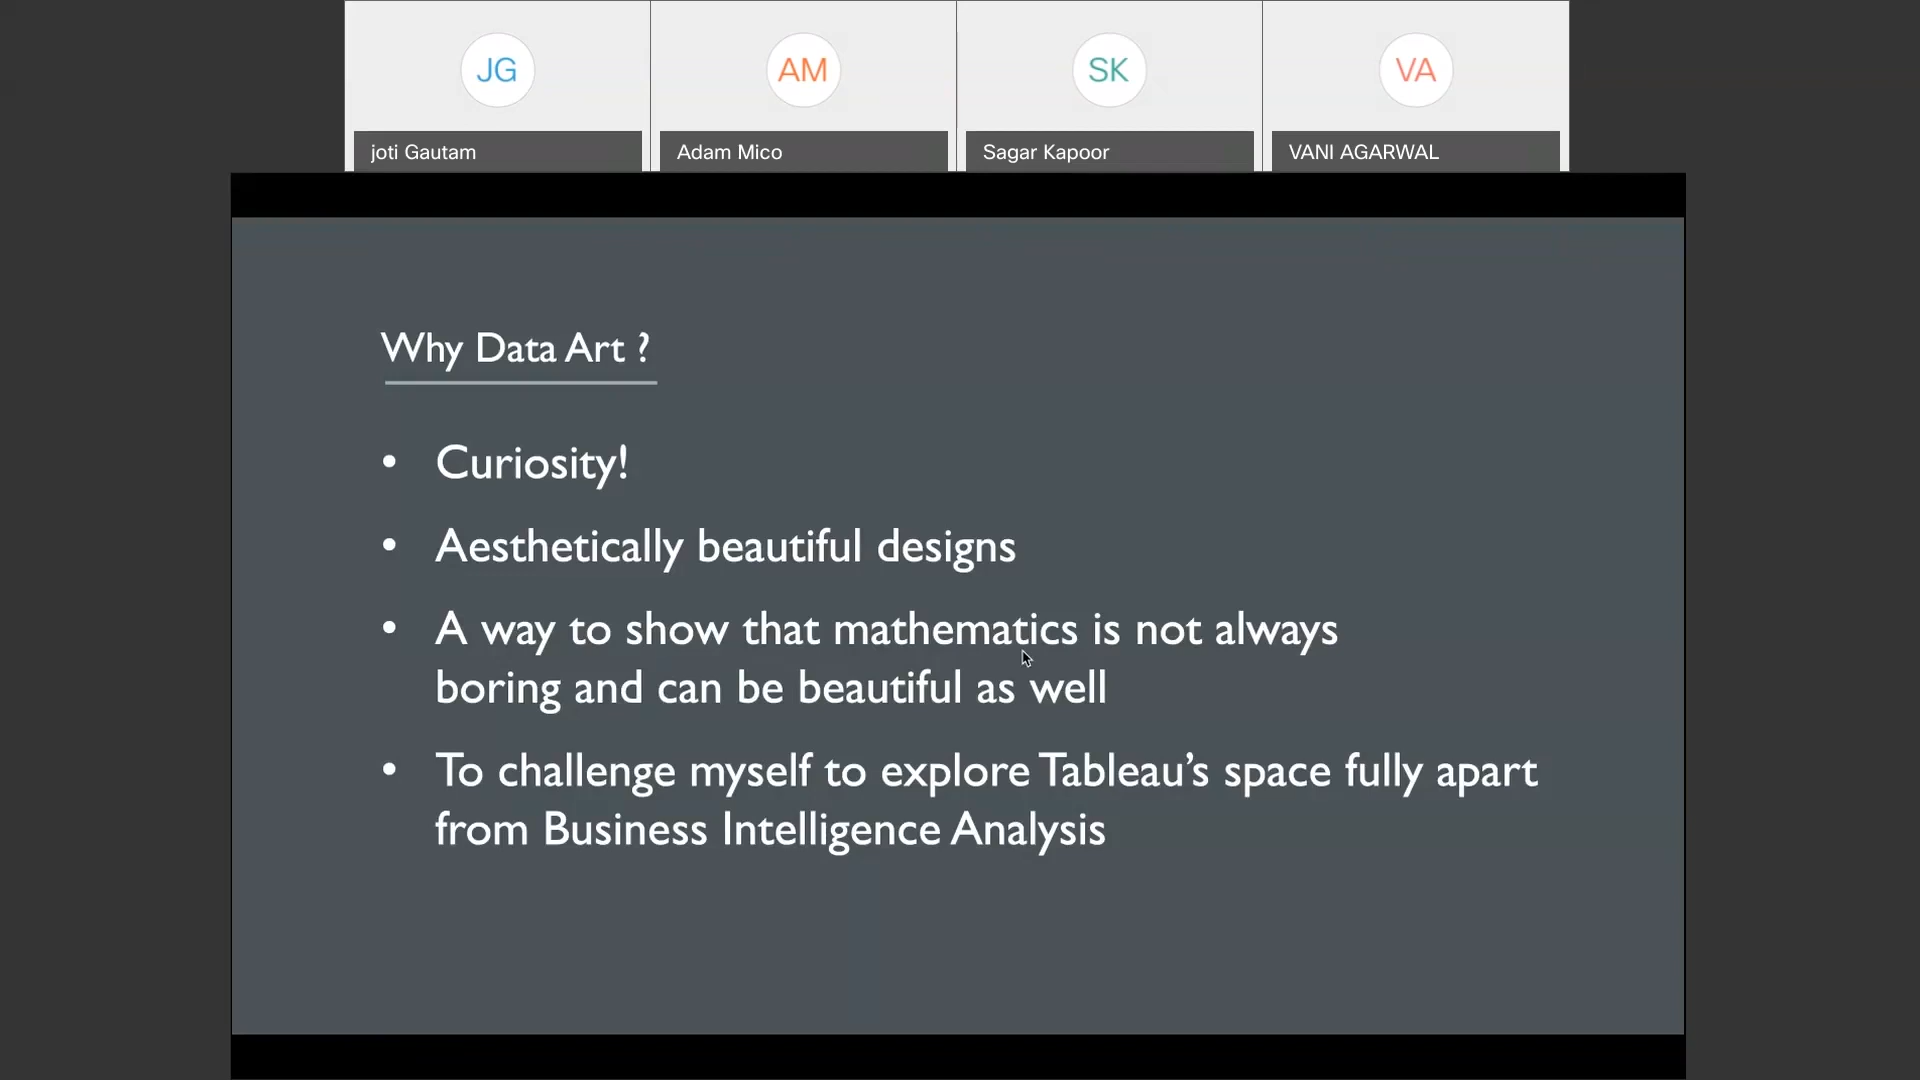 JG
AM
SK
VA
joti Gautam
Adam Mico
Sagar Kapoor
VANI AGARWAL
Why Data Art ?
• Curiosity!
• Aesthetically beautiful designs
• A way to show that mathematics is not always
boring and can be beautiful as well
• To challenge myself to explore Tableau’s space fully apart
from Business Intelligence Analysis